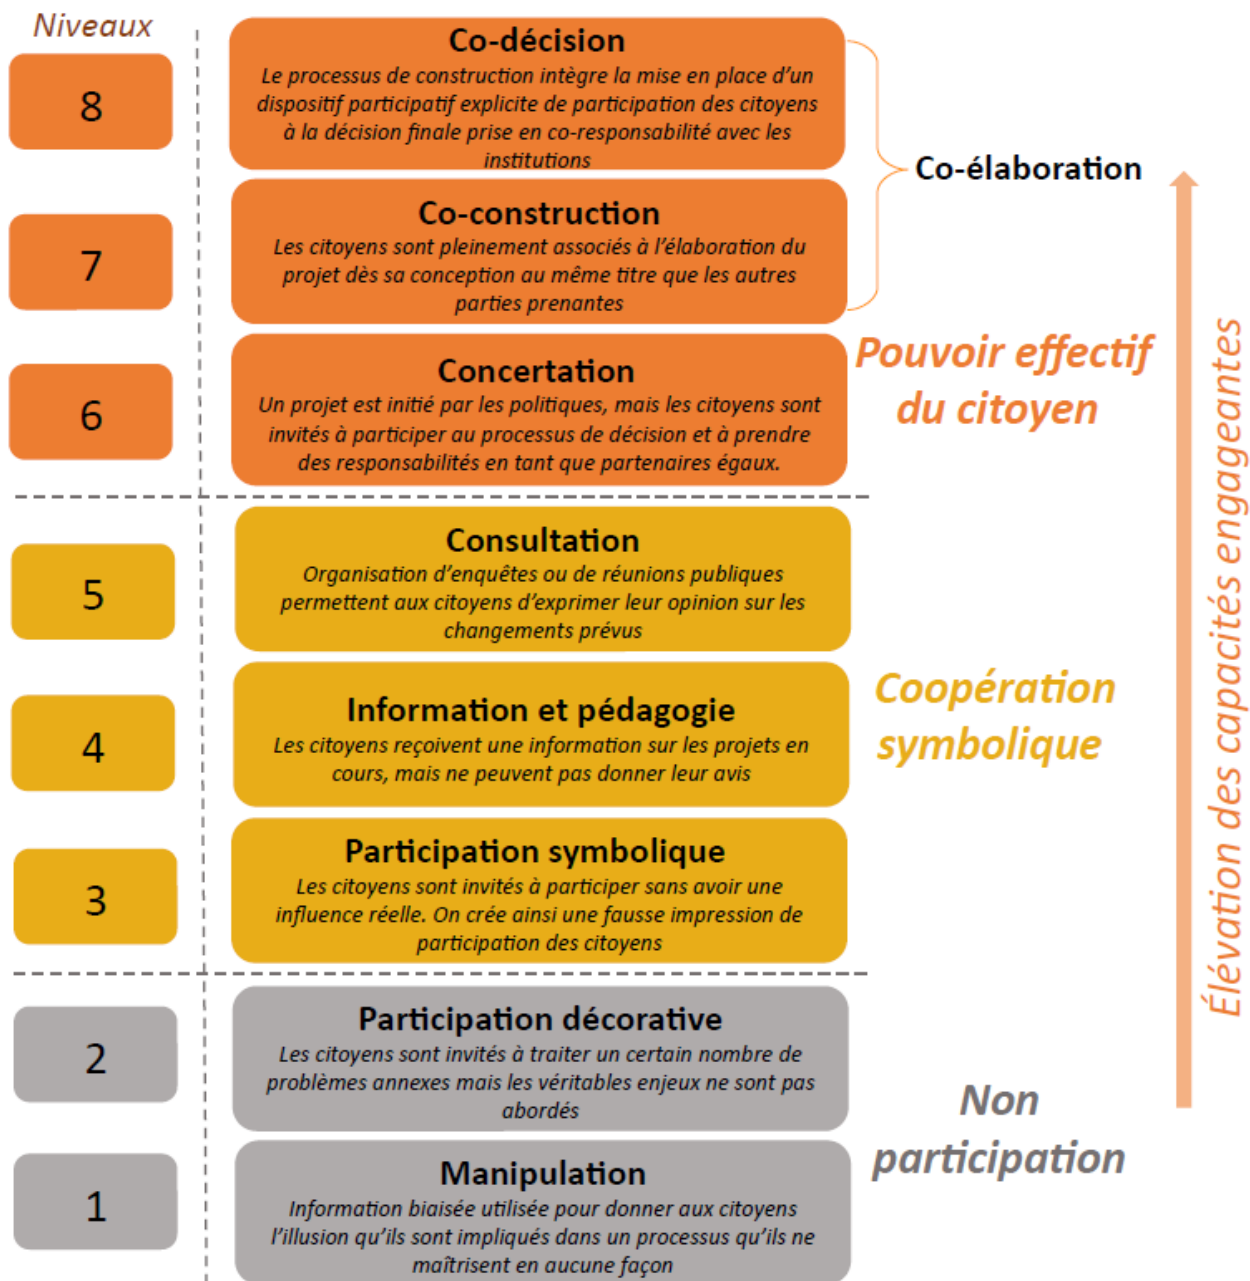 Niveaux
8
Co-décision
Le processus de construction intègre la mise en place d'un
dispositif participatif explicite de participation des citoyens
à la décision finale prise en co-responsabilité avec les
institutions
Co-élaboration
7
Co-construction
Les citoyens sont pleinement associés à l'élaboration du
projet dès sa conception au même titre que les autres
parties prenantes
6
Concertation
Un projet est initié par les politiques, mais les citoyens sont
invités à participer au processus de décision et à prendre
des responsabilités en tant que partenaires égaux.
Pouvoir effectif
du citoyen
5
Consultation
Organisation d'enquêtes ou de réunions publiques
permettent aux citoyens d'exprimer leur opinion sur les
changements prévus
4
Information et pédagogie
Les citoyens reçoivent une information sur les projets en
cours, mais ne peuvent pas donner leur avis
Coopération
symbolique
3
Participation symbolique
Les citoyens sont invités à participer sans avoir une
influence réelle. On crée ainsi une fausse impression de
participation des citoyens
2
Participation décorative
Les citoyens sont invités à traiter un certain nombre de
problèmes annexes mais les véritables enjeux ne sont pas
abordés
Non
participation
1
Manipulation
Information biaisée utilisée pour donner aux citoyens
l'illusion qu'ils sont impliqués dans un processus qu'ils ne
maîtrisent en aucune façon
Élévation des capacités engageantes